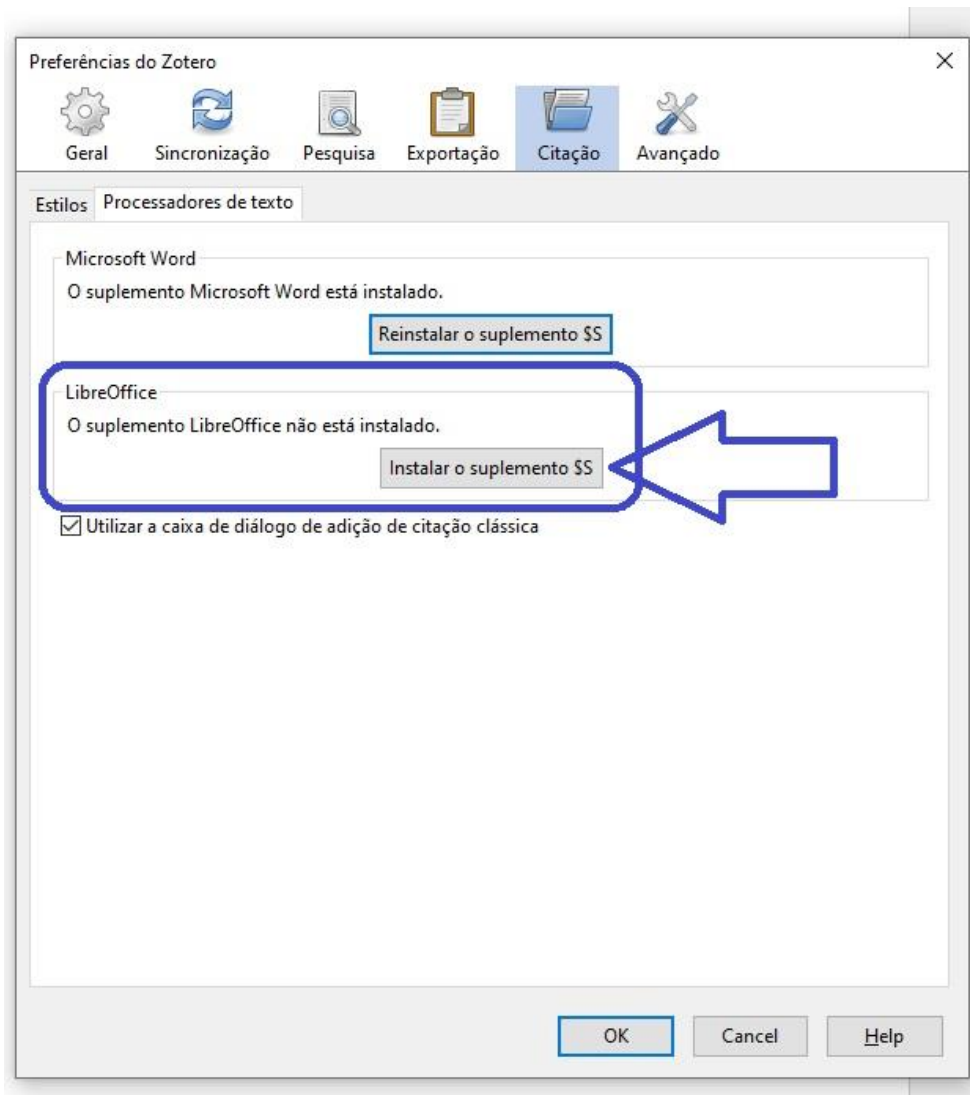 Preferências do Zotero
Geral Sincronização Pesquisa Exportação Citação Avançado
Estilos Processadores de texto
Microsoft Word
O suplemento Microsoft Word está instalado.
Reinstalar o suplemento $S
LibreOffice
O suplemento LibreOffice não está instalado.
Instalar o suplemento $S
Utilizar a caixa de diálogo de adição de citação clássica
OK Cancel Help